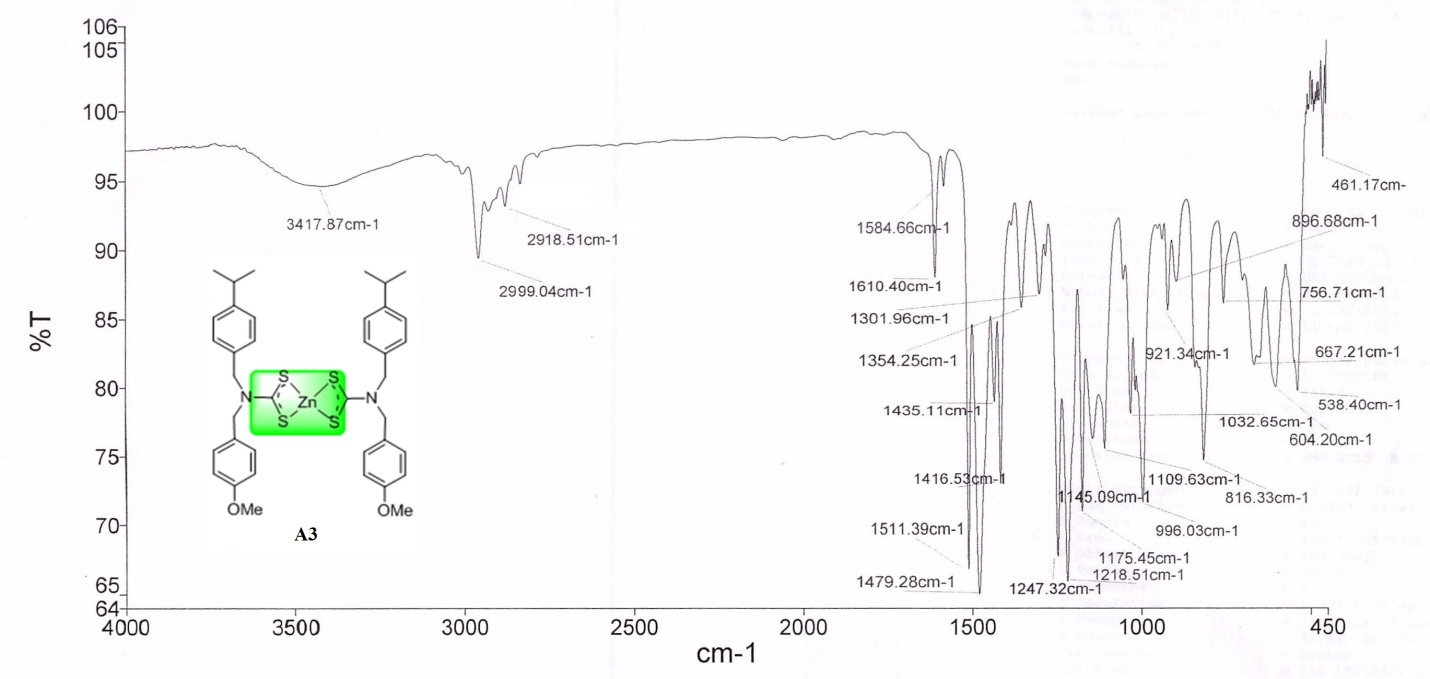 106
105
100
95
90
85
80
75
70
65
64
%T
4000
3500
3000
2500
2000
1500
1000
450
cm-1
3417.87cm-1
2918.51cm-1
2999.04cm-1
1584.66cm-1
1610.40cm-1
1301.96cm-1
1354.25cm-1
1435.11cm-1
1416.53cm-1
1511.39cm-1
1479.28cm-1
1247.32cm-1
1218.51cm-1
1175.45cm-1
1145.09cm-1
1109.63cm-1
996.03cm-1
1032.65cm-1
816.33cm-1
921.34cm-1
896.68cm-1
756.71cm-1
667.21cm-1
604.20cm-1
538.40cm-1
461.17cm-
S S
N Zn N
S S
OMe OMe
A3